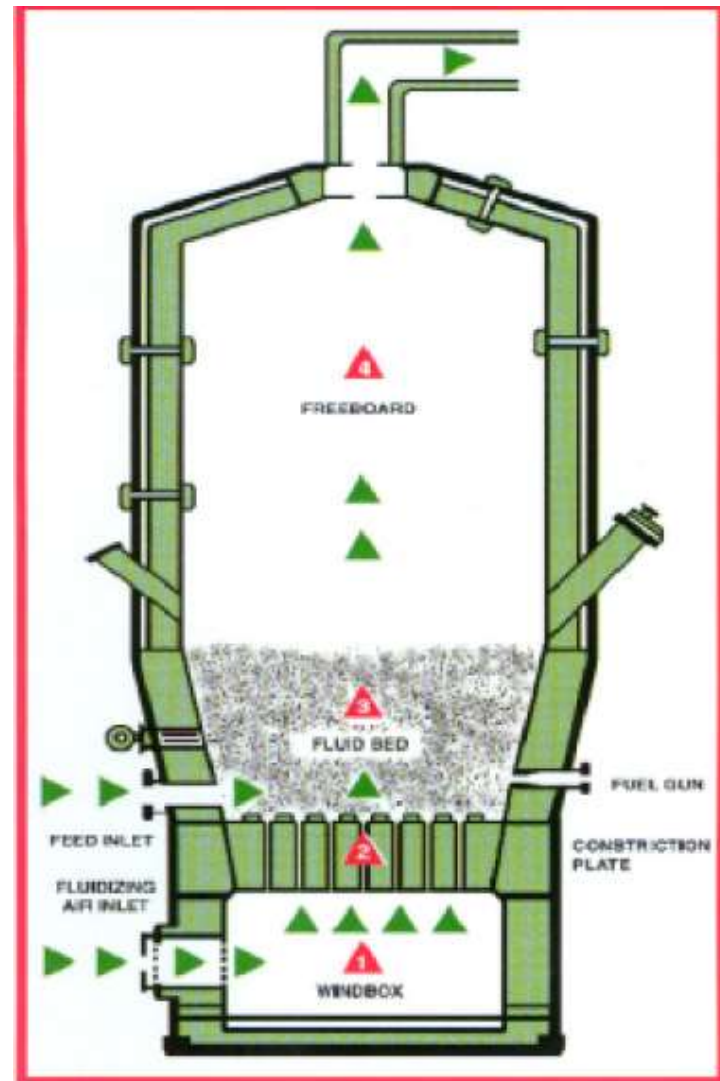 4
FREEBOARD
3
FLUID BED
FUEL GUN
FEED INLET
2
CONSTRICTION
PLATE
FLUIDIZING
AIR INLET
1
WINDBOX